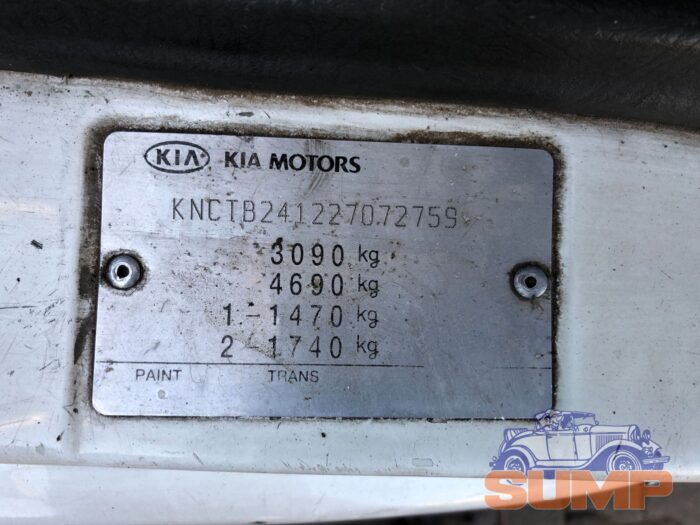 KIA KIA MOTORS
KNCTB241227072759
3090 kg
4690 kg
1-1470 kg
2-1740 kg
PAINT TRANS
SUMP